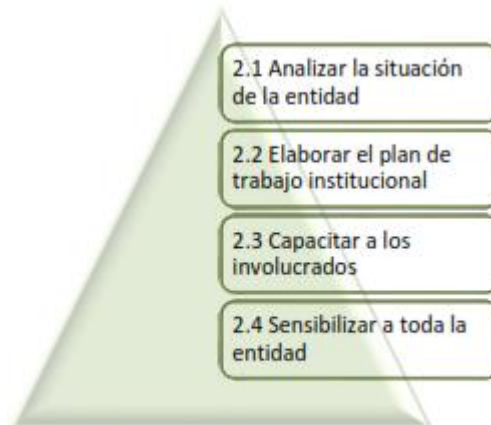 2.1 Analizar la situación
de la entidad
2.2 Elaborar el plan de
trabajo institucional
2.3 Capacitar a los
involucrados
2.4 Sensibilizar a toda la
entidad